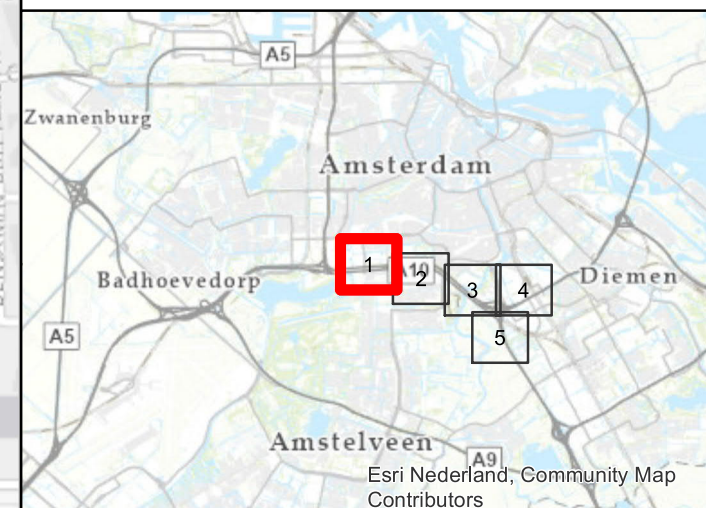 A5
Zwanenburg
Amsterdam
1
A10
2
Badhoevedorp
Diemen
3
4
A5
5
Amstelveen
A9
Esri Nederland, Community Map
Contributors